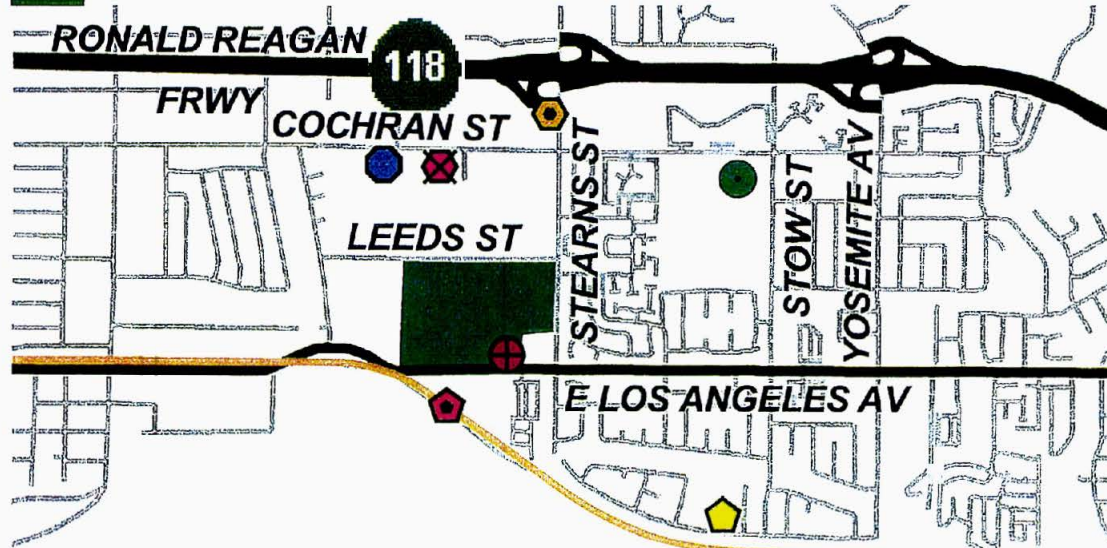 RONALD REAGAN
118
FRWY
COCHRAN ST
STEARNS ST
LEEDS ST
STOW ST
YOSEMITE AV
E LOS ANGELES AV